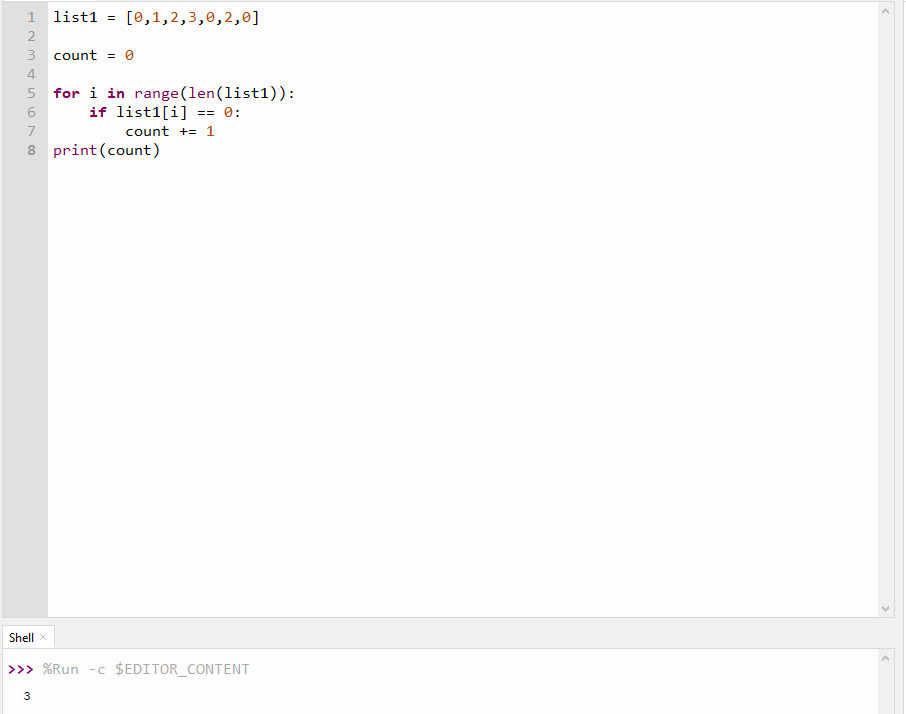 1 list1 = [0,1,2,3,0,2,0]
2
3 count = 0
4
5 for i in range(len(list1)):
6     if list1[i] == 0:
7         count += 1
8 print(count)
Shell ×
>>> %Run -c $EDITOR_CONTENT
3